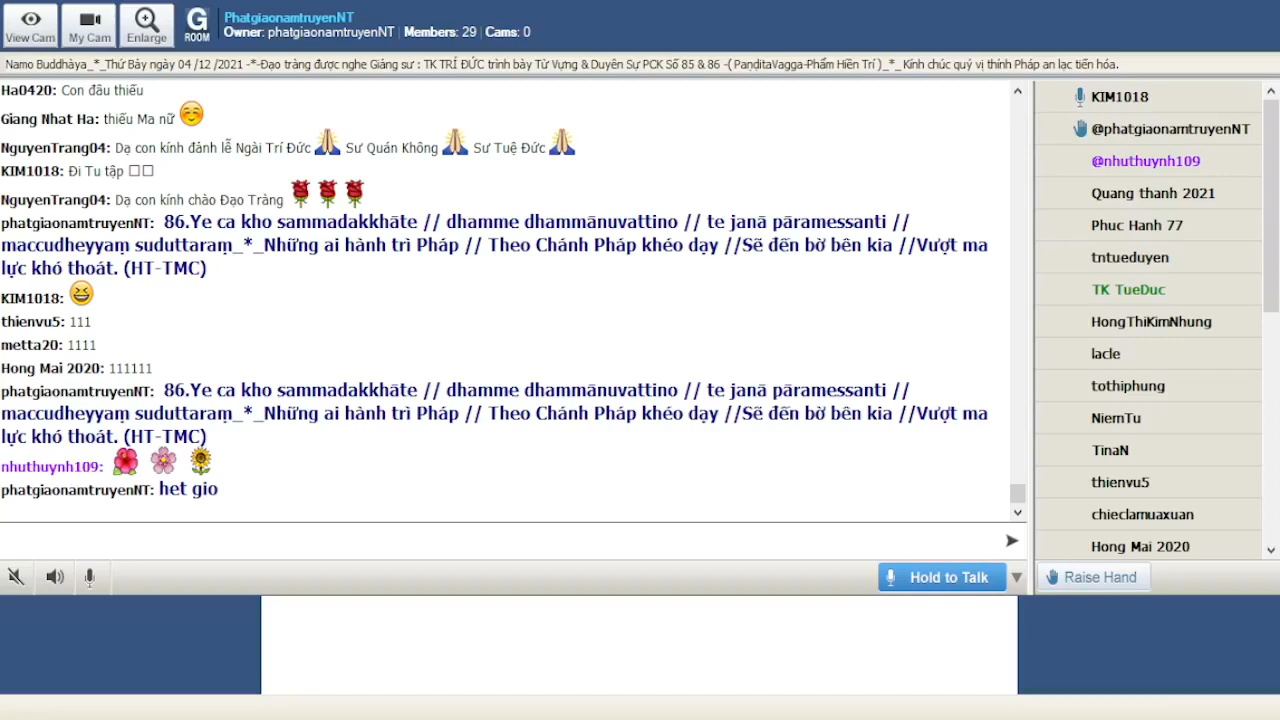 View Cam
My Cam
Enlarge
G
ROOM
PhatgiaonamtruyenNT
Owner: phatgiaonamtruyenNT | Members: 29 | Cams: 0
Namo Buddhàya_*_Thứ Bảy ngày 04 /12 /2021 -*-Đạo tràng được nghe Giảng sư : TK TRÍ ĐỨC trình bày Từ Vựng & Duyên Sự PCK Số 85 & 86 -( PaṇḍitaVagga-Phẩm Hiền Trí )_*_ Kính chúc quý vị thính Pháp an lạc tiến hóa.
Ha0420: Con đâu thiếu
Giang Nhat Ha: thiếu Ma nữ
NguyenTrang04: Dạ con kính đảnh lễ Ngài Trí Đức Sư Quán Không Sư Tuệ Đức
KIM1018: Đi Tu tập
NguyenTrang04: Dạ con kính chào Đạo Tràng
phatgiaonamtruyenNT: 86.Ye ca kho sammadakkhāte // dhamme dhammānuvattino // te janā pāramessanti //
maccudheyyaṃ suduttaraṃ_*_Những ai hành trì Pháp // Theo Chánh Pháp khéo dạy //Sẽ đến bờ bên kia //Vượt ma
lực khó thoát. (HT-TMC)
KIM1018:
thienvu5: 111
metta20: 1111
Hong Mai 2020: 111111
phatgiaonamtruyenNT: 86.Ye ca kho sammadakkhāte // dhamme dhammānuvattino // te janā pāramessanti //
maccudheyyaṃ suduttaraṃ_*_Những ai hành trì Pháp // Theo Chánh Pháp khéo dạy //Sẽ đến bờ bên kia //Vượt ma
lực khó thoát. (HT-TMC)
nhuthuynh109:
phatgiaonamtruyenNT: het gio
Hold to Talk
KIM1018
@phatgiaonamtruyenNT
@nhuthuynh109
Quang thanh 2021
Phuc Hanh 77
tntueduyen
TK TueDuc
HongThiKimNhung
lacle
tothiphung
NiemTu
TinaN
thienvu5
chieclamuaxuan
Hong Mai 2020
Raise Hand